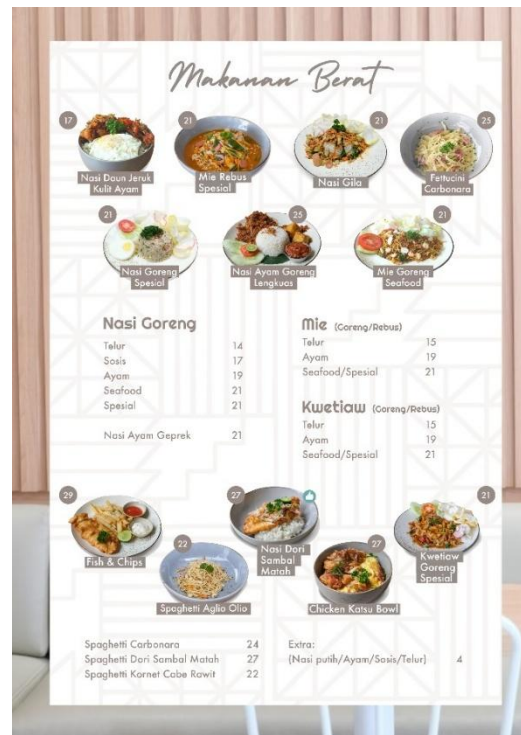 Makanan Berat
17
21
21
25
Nasi Daun Jeruk
Kulit Ayam
Mie Rebus
Spesial
Nasi Gila
Fettucini
Carbonara
21
25
21
Nasi Goreng
Spesial
Nasi Ayam Goreng
Lengkuas
Mie Goreng
Seafood
Nasi Goreng
Telur 14
Sosis 17
Ayam 19
Seafood 21
Spesial 21
Nasi Ayam Geprek 21
Mie (Goreng/Rebus)
Telur 15
Ayam 19
Seafood/Spesial 21
Kwetiaw (Goreng/Rebus)
Telur 15
Ayam 19
Seafood/Spesial 21
29
22
27
27
21
Fish & Chips
Spaghetti Aglio Olio
Nasi Dori
Sambal
Matah
Chicken Katsu Bowl
Kwetiaw
Goreng
Spesial
Spaghetti Carbonara 24
Spaghetti Dori Sambal Matah 27
Spaghetti Kornet Cabe Rawit 22
Extra:
(Nasi putih/Ayam/Sosis/Telur) 4